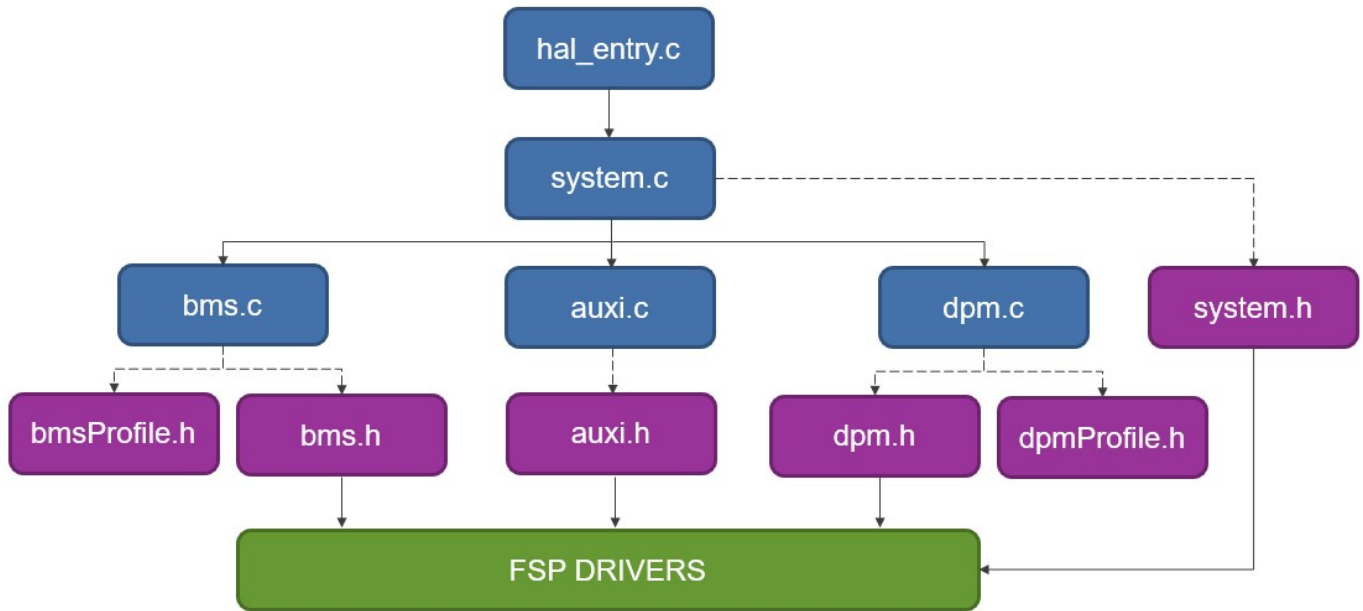 hal_entry.c
system.c
bms.c
auxi.c
dpm.c
system.h
bmsProfile.h
bms.h
auxi.h
dpm.h
dpmProfile.h
FSP DRIVERS